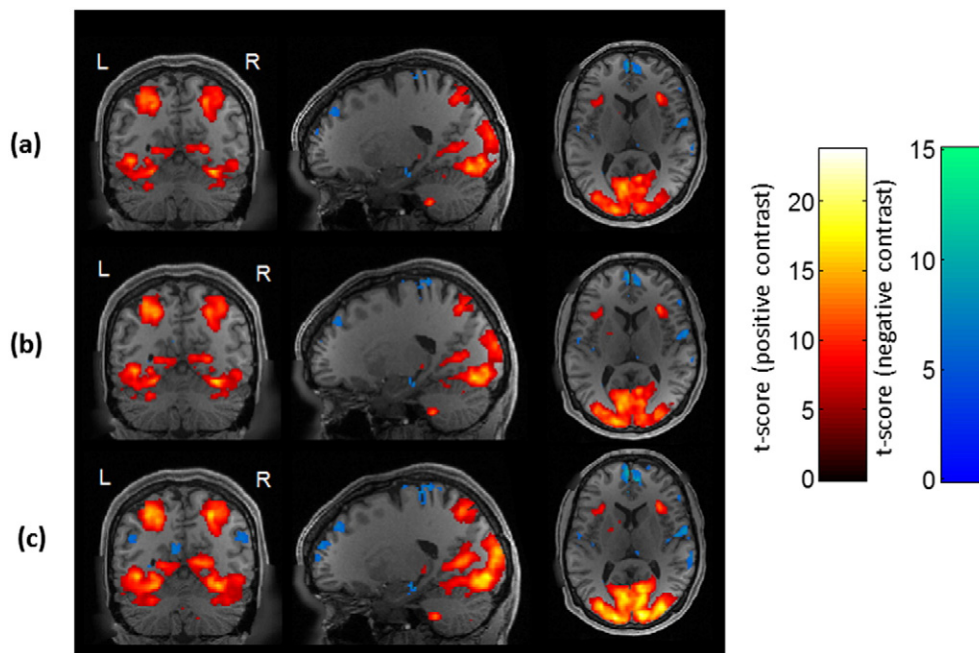 L R
(a)
L R
(b)
L R
(c)
t-score (positive contrast)
20
15
10
5
0
t-score (negative contrast)
15
10
5
0